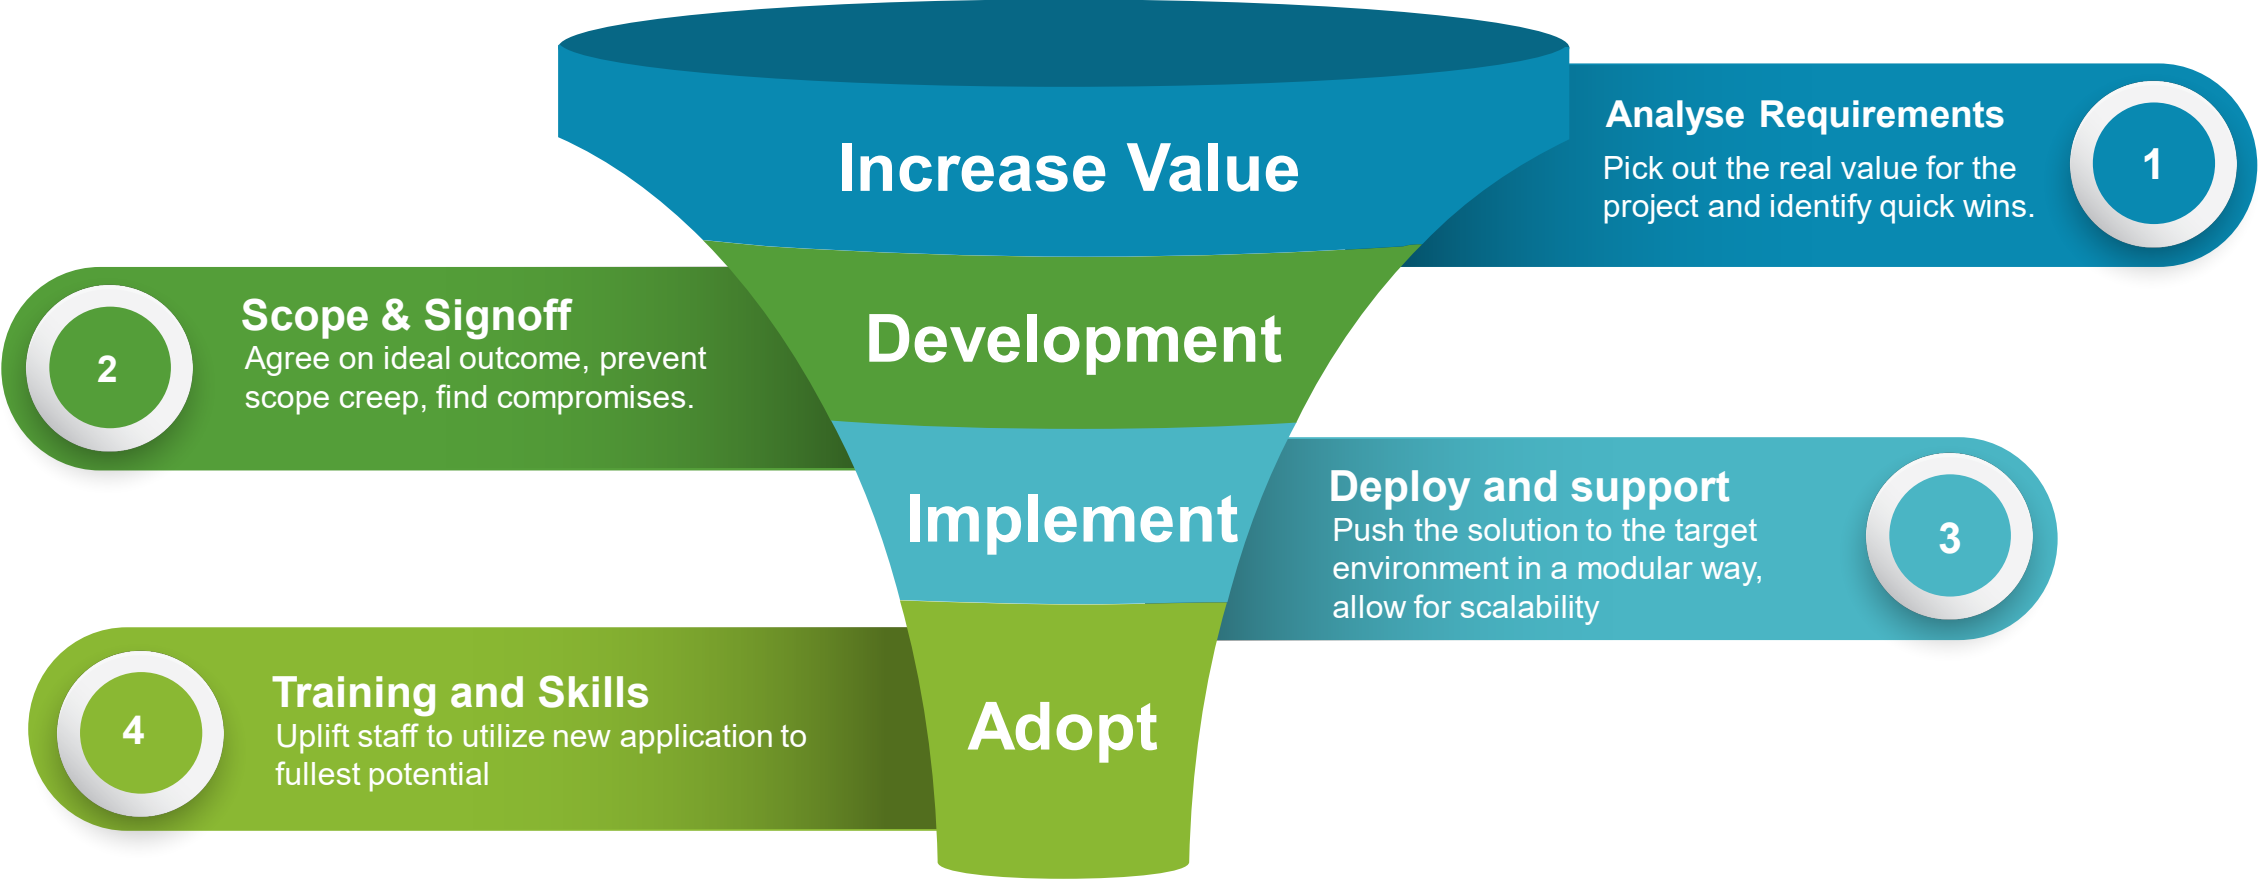 Increase Value
Analyse Requirements
Pick out the real value for the
project and identify quick wins.
1
Development
2
Scope & Signoff
Agree on ideal outcome, prevent
scope creep, find compromises.
Implement
Deploy and support
Push the solution to the target
environment in a modular way,
allow for scalability
3
Adopt
4
Training and Skills
Uplift staff to utilize new application to
fullest potential